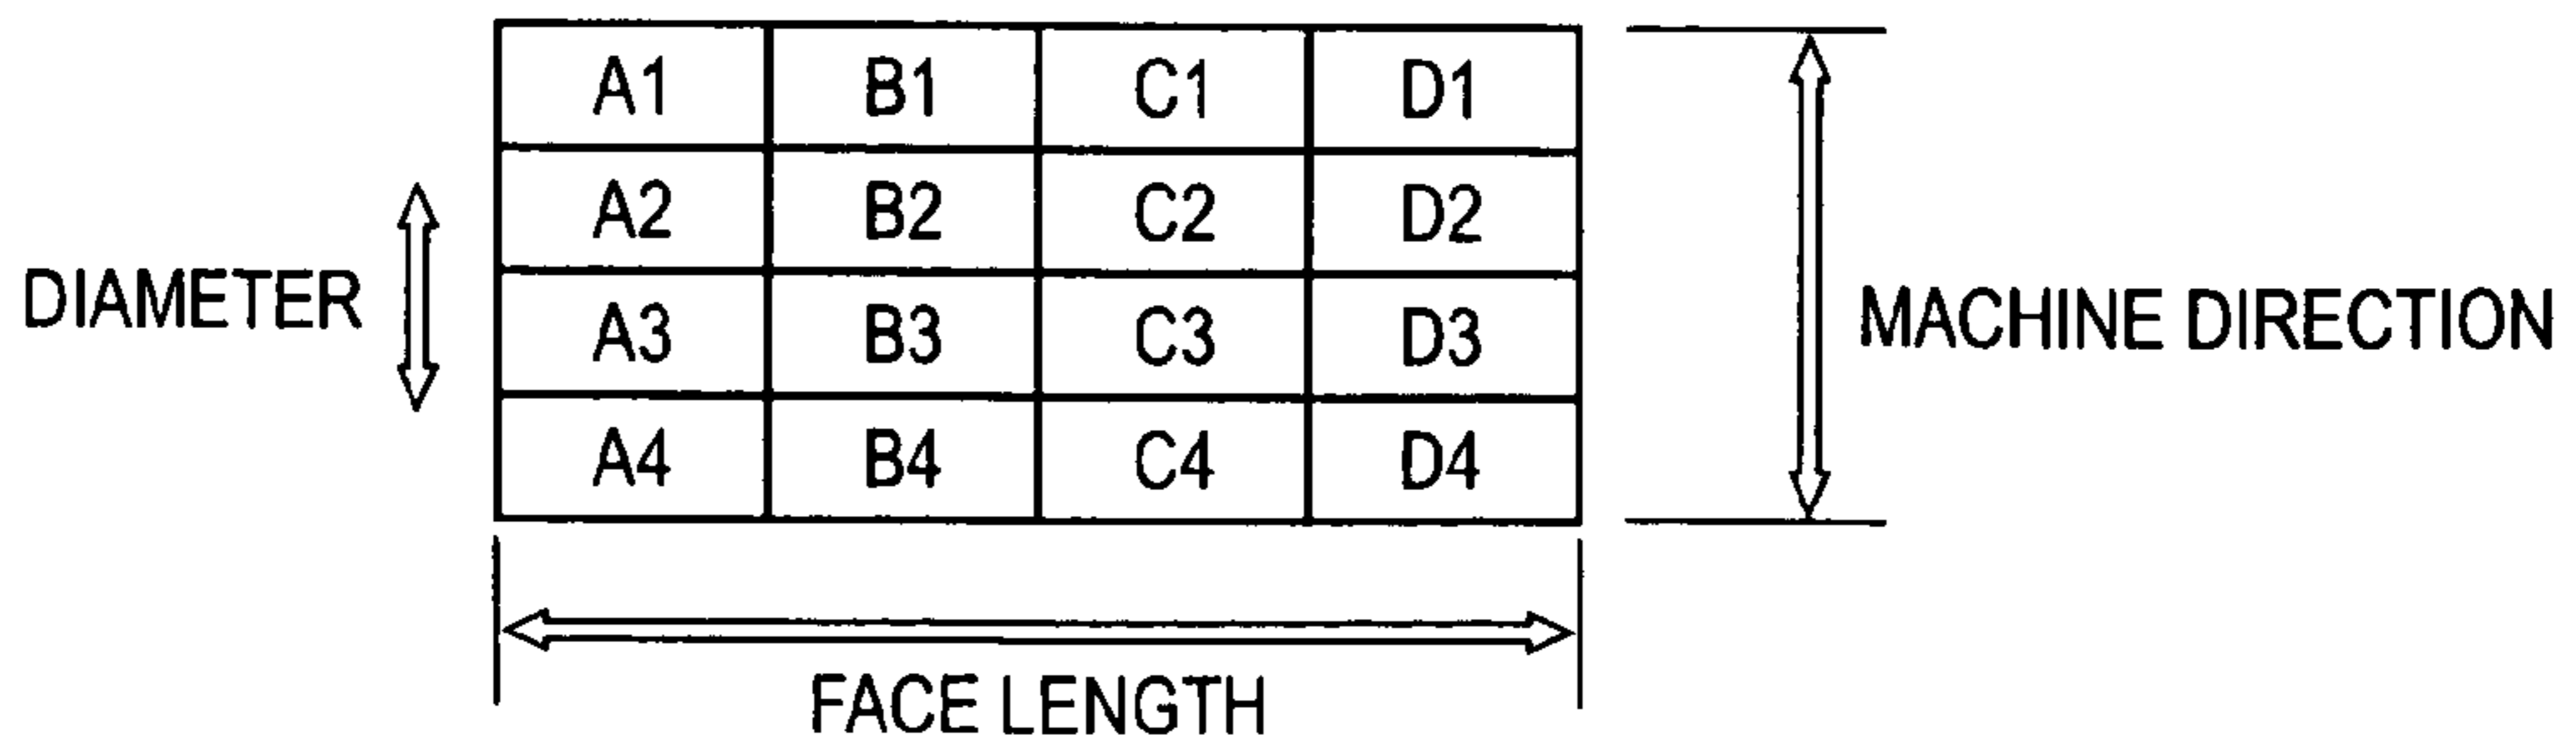 A1 B1 C1 D1
A2 B2 C2 D2
DIAMETER
A3 B3 C3 D3
MACHINE DIRECTION
A4 B4 C4 D4
FACE LENGTH